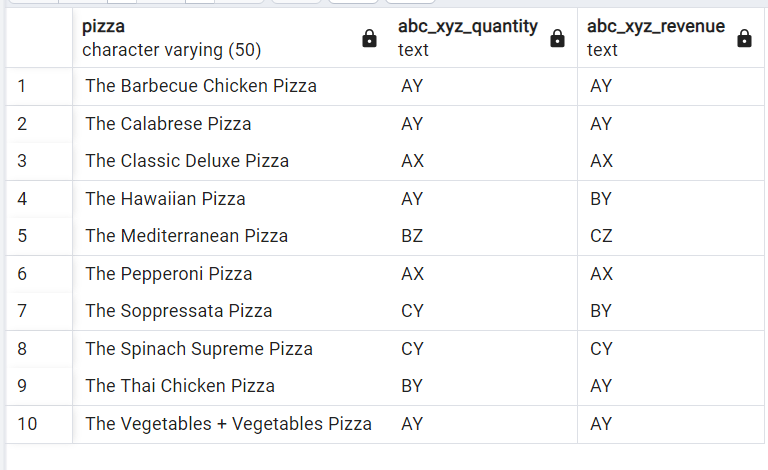 pizza abc_xyz_quantity abc_xyz_revenue
character varying (50) text text
1 The Barbecue Chicken Pizza AY AY
2 The Calabrese Pizza AY AY
3 The Classic Deluxe Pizza AX AX
4 The Hawaiian Pizza AY BY
5 The Mediterranean Pizza BZ CZ
6 The Pepperoni Pizza AX AX
7 The Soppressata Pizza CY BY
8 The Spinach Supreme Pizza CY CY
9 The Thai Chicken Pizza BY AY
10 The Vegetables + Vegetables Pizza AY AY